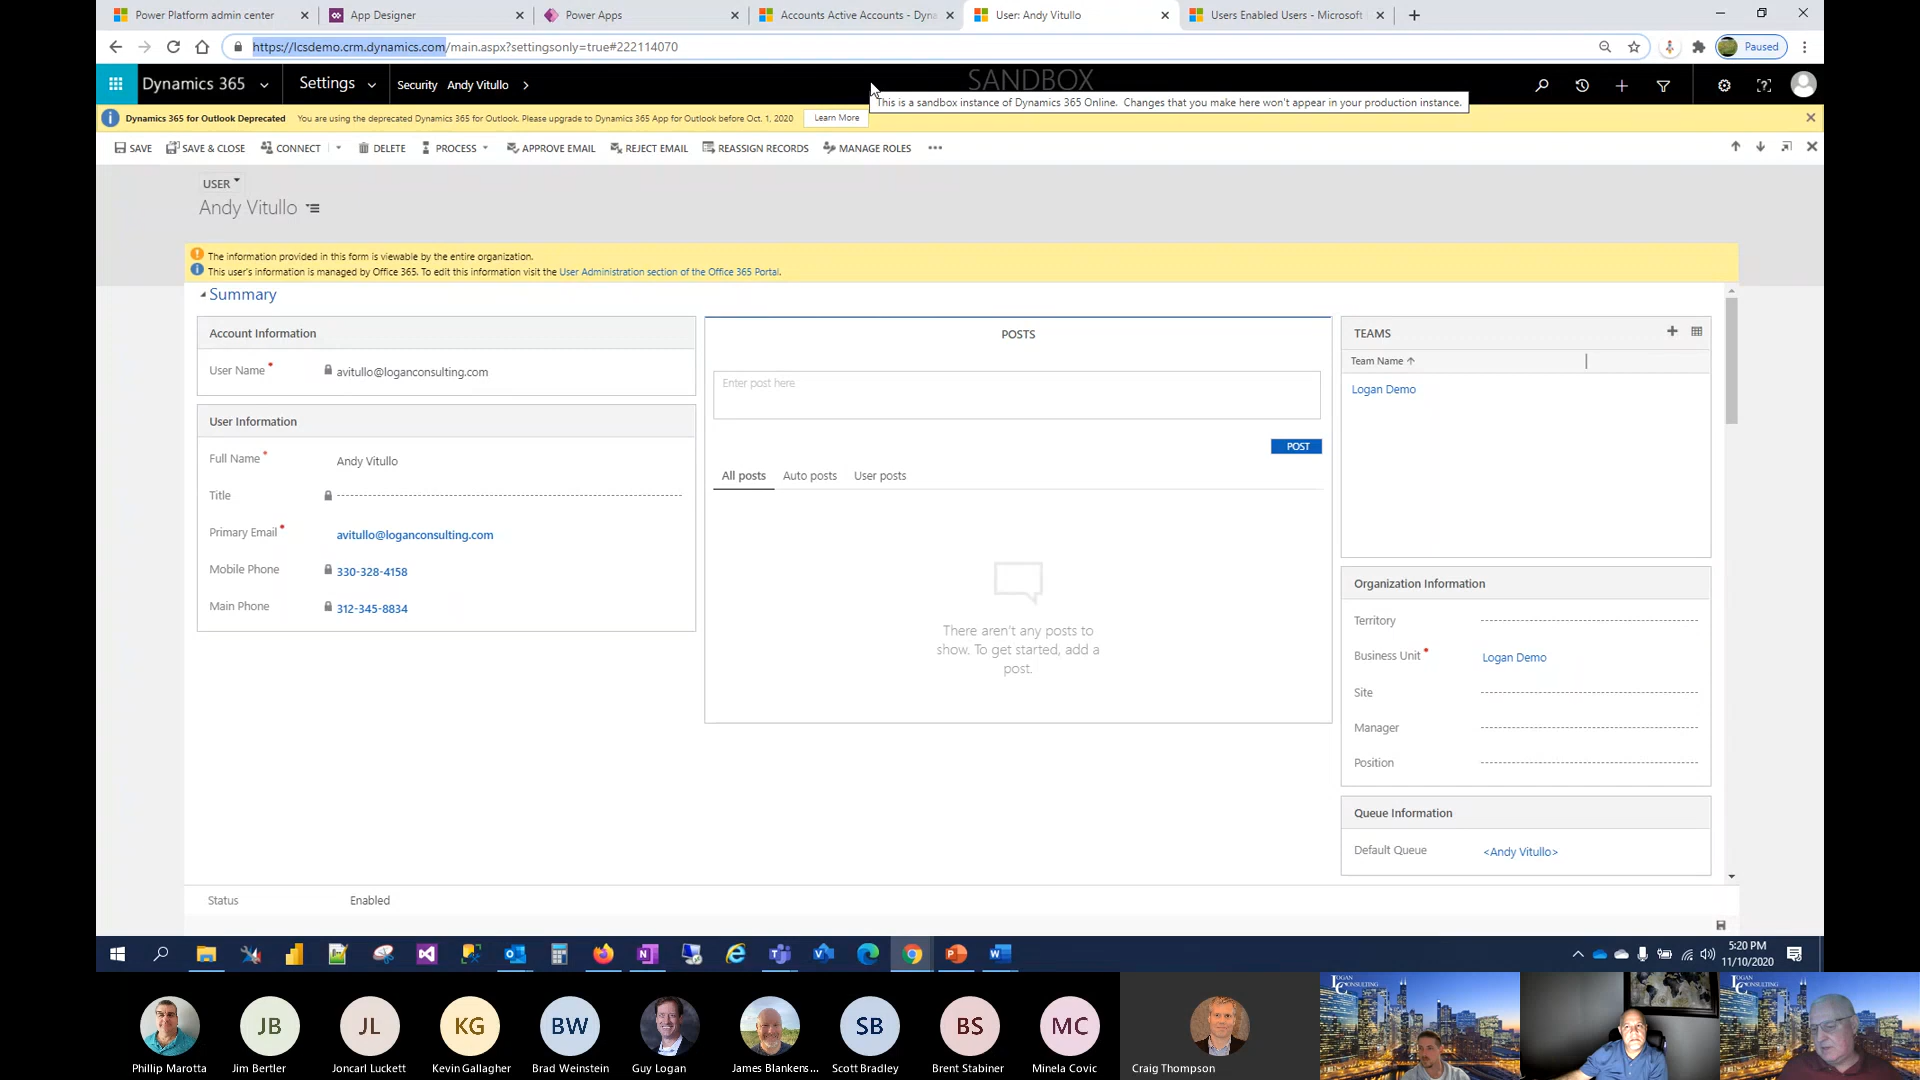 Power Platform admin center
App Designer
Power Apps
Accounts Active Accounts - Dyna
User: Andy Vitullo
Users Enabled Users - Microsoft
https://lcsdemo.crm.dynamics.com/main.aspx?settingsonly=true#222114070
Paused
Dynamics 365
Settings
Security
Andy Vitullo
SANDBOX
This is a sandbox instance of Dynamics 365 Online. Changes that you make here won't appear in your production instance.
Dynamics 365 for Outlook Deprecated
You are using the deprecated Dynamics 365 for Outlook. Please upgrade to Dynamics 365 App for Outlook before Oct. 1, 2020
Learn More
SAVE
SAVE & CLOSE
CONNECT
DELETE
PROCESS
APPROVE EMAIL
REJECT EMAIL
REASSIGN RECORDS
MANAGE ROLES
USER
Andy Vitullo
The information provided in this form is viewable by the entire organization.
This user's information is managed by Office 365. To edit this information visit the User Administration section of the Office 365 Portal.
Summary
Account Information
User Name *
avitullo@loganconsulting.com
User Information
Full Name *
Andy Vitullo
Title
Primary Email *
avitullo@loganconsulting.com
Mobile Phone
330-328-4158
Main Phone
312-345-8834
POSTS
Enter post here
POST
All posts
Auto posts
User posts
There aren't any posts to
show. To get started, add a
post.
TEAMS
Team Name
Logan Demo
Organization Information
Territory
Business Unit *
Logan Demo
Site
Manager
Position
Queue Information
Default Queue
<Andy Vitullo>
Status
Enabled
5:20 PM
11/10/2020
JB
JL
KG
BW
SB
BS
MC
Phillip Marotta
Jim Bertler
Joncarl Luckett
Kevin Gallagher
Brad Weinstein
Guy Logan
James Blankens...
Scott Bradley
Brent Stabiner
Minela Covic
Craig Thompson
LOGAN
CONSULTING
LOGAN
CONSULTING